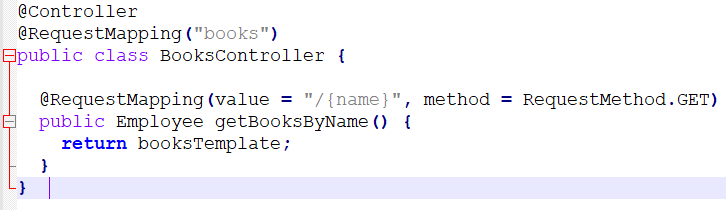 @Controller
@RequestMapping("books")
public class BooksController {
@RequestMapping(value = "/{name}", method = RequestMethod.GET)
public Employee getBooksByName() {
return booksTemplate;
}
}